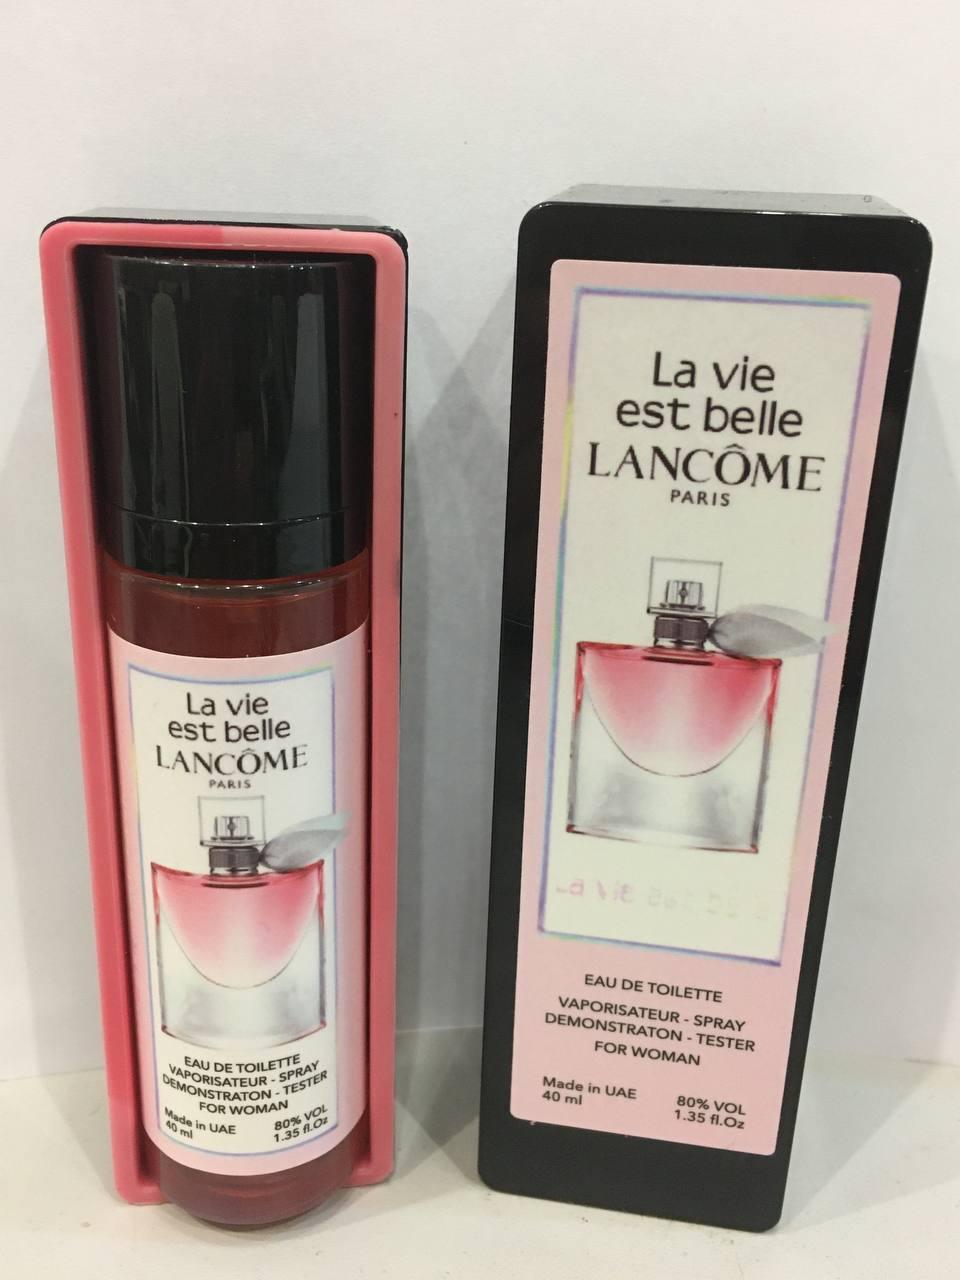 La vie
est belle
LANCÔME
PARIS
EAU DE TOILETTE
VAPORISATEUR - SPRAY
DEMONSTRATON - TESTER
FOR WOMAN
Made in UAE
40 ml
80% VOL
1.35 fl.Oz
La vie
est belle
LANCÔME
PARIS
EAU DE TOILETTE
VAPORISATEUR - SPRAY
DEMONSTRATON - TESTER
FOR WOMAN
Made in UAE
40 ml
80% VOL
1.35 fl.Oz